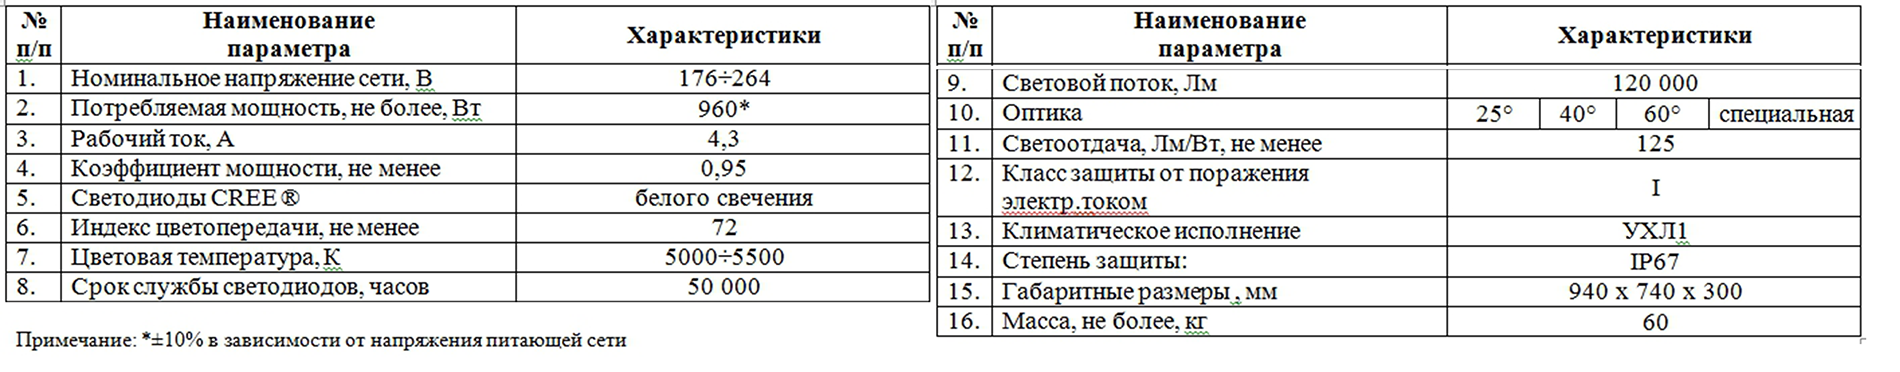 № п/п Наименование параметра Характеристики
1. Номинальное напряжение сети, В 176÷264
2. Потребляемая мощность, не более, Вт 960*
3. Рабочий ток, А 4,3
4. Коэффициент мощности, не менее 0,95
5. Светодиоды CREE ® белого свечения
6. Индекс цветопередачи, не менее 72
7. Цветовая температура, К 5000÷5500
8. Срок службы светодиодов, часов 50 000
Примечание: *±10% в зависимости от напряжения питающей сети
№ п/п Наименование параметра Характеристики
9. Световой поток, Лм 120 000
10. Оптика 25° 40° 60° специальная
11. Светоотдача, Лм/Вт, не менее 125
12. Класс защиты от поражения
электр.током I
13. Климатическое исполнение УХЛ1
14. Степень защиты: IP67
15. Габаритные размеры , мм 940 х 740 х 300
16. Масса, не более, кг 60